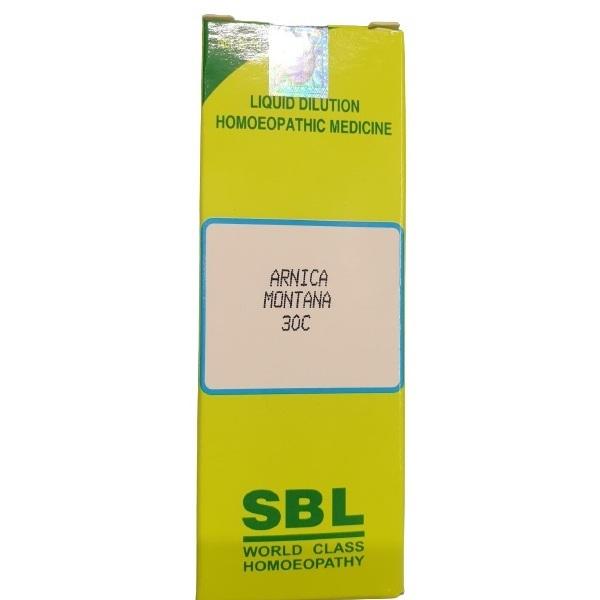 LIQUID DILUTION
HOMOEOPATHIC MEDICINE
ARNICA
MONTANA
30C
SBL
WORLD CLASS
HOMOEOPATHY